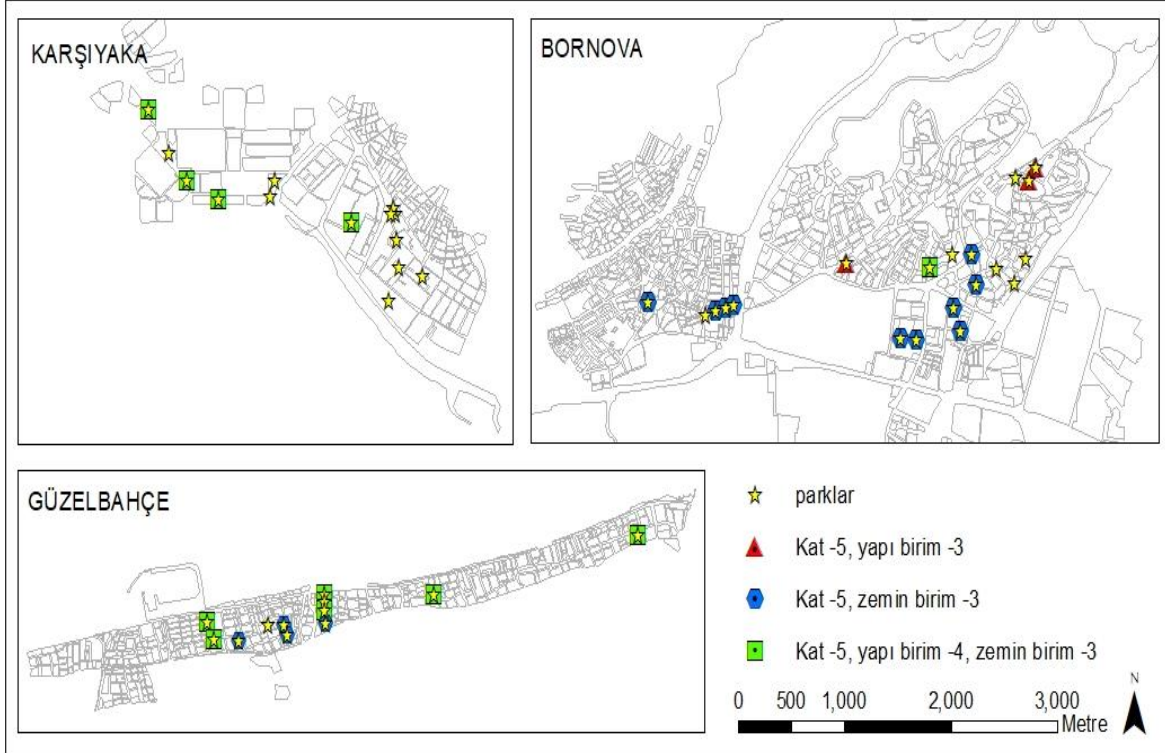 KARŞIYAKA
BORNOVA
GÜZELBAHÇE
parklar
Kat -5, yapı birim -3
Kat -5, zemin birim -3
Kat -5, yapı birim -4, zemin birim -3
0 500 1,000 2,000 3,000
Metre
N